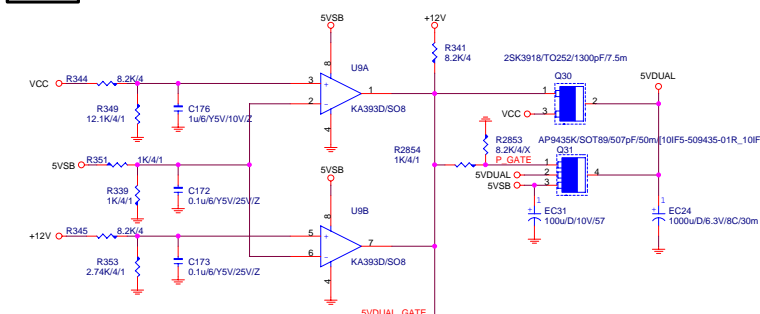 5VSB
+12V
R341
8.2K/4
2SK3918/TO252/1300pF/7.5m
U9A
Q30
5VDUAL
VCC
R344
8.2K/4
8
3
+
1
1
2
2
-
KA393D/SO8
VCC
3
R349
12.1K/4/1
C176
1u/6/Y5V/10V/Z
4
R2853
8.2K/4/X
AP9435K/SOT89/507pF/50m/[10IF5-509435-01R_10IF
R2854
1K/4/1
P_GATE
Q31
5VSB
R351
1K/4/1
1
5VDUAL
2
4
5VSB
3
5VSB
R339
1K/4/1
C172
0.1u/6/Y5V/25V/Z
U9B
1
+
EC31
100u/D/10V/57
1
+
EC24
1000u/D/6.3V/8C/30m
+12V
R345
8.2K/4
8
5
+
7
6
-
KA393D/SO8
R353
2.74K/4/1
C173
0.1u/6/Y5V/25V/Z
4
5VDUAL_GATE